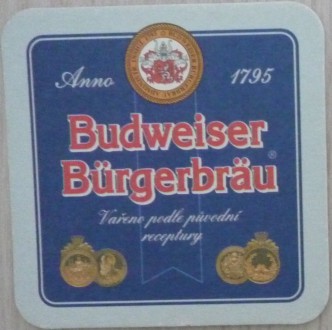 Anno 1795
Budweiser
Bürgerbräu®
Vařeno podle původní
receptury